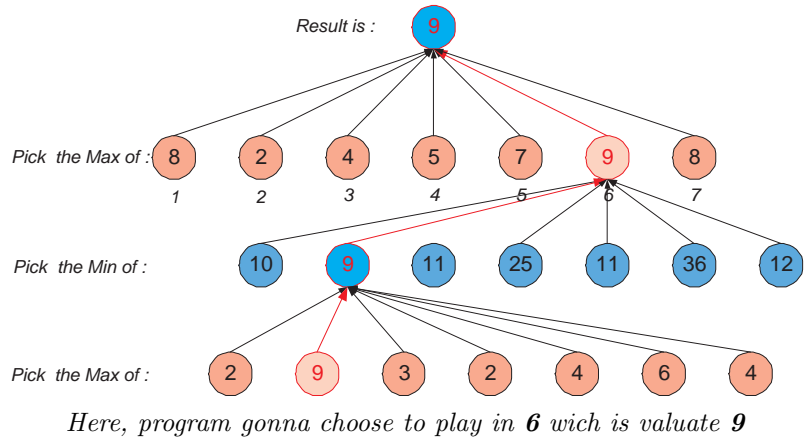 Result is : 9
Pick the Max of : 8 2 4 5 7 9 8
1 2 3 4 5 6 7
Pick the Min of : 10 9 11 25 11 36 12
Pick the Max of : 2 9 3 2 4 6 4
Here, program gonna choose to play in 6 wich is valuate 9